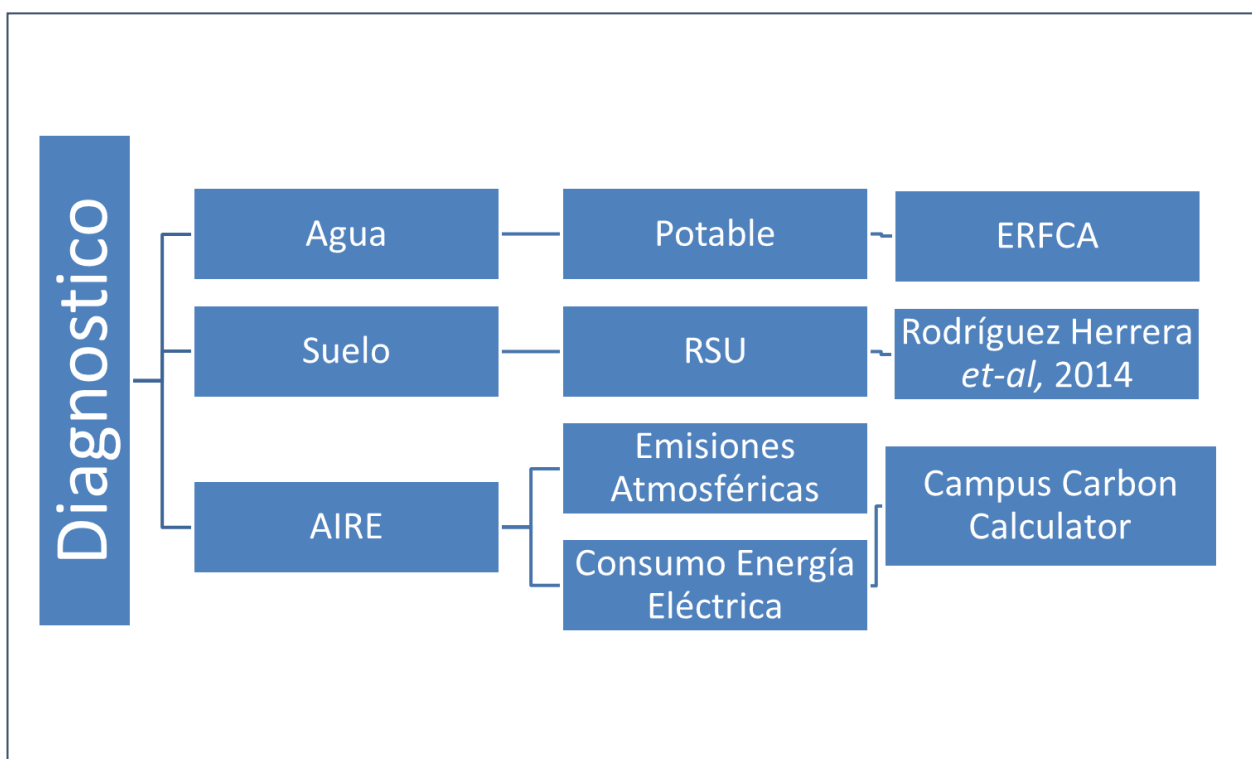 Diagnostico
Agua
Potable
ERFCA
Suelo
RSU
Rodríguez Herrera
et-al, 2014
AIRE
Emisiones
Atmosféricas
Consumo Energía
Eléctrica
Campus Carbon
Calculator